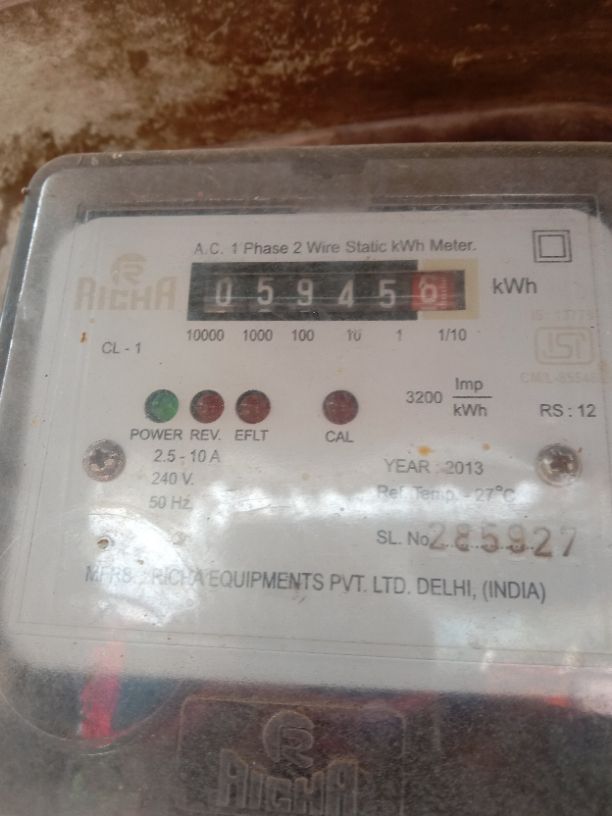 A.C. 1 Phase 2 Wire Static kWh Meter.
RICHA
0 5 9 4 5 6 kWh
10000 1000 100 10 1 1/10
CL - 1
ISI
3200 Imp/kWh
RS : 12
POWER REV. EFLT CAL
2.5 - 10 A
240 V.
50 Hz
YEAR : 2013
Ref. Temp. - 27°C
SL. No 285927
MFRS. : RICHA EQUIPMENTS PVT. LTD. DELHI, (INDIA)
RICHA